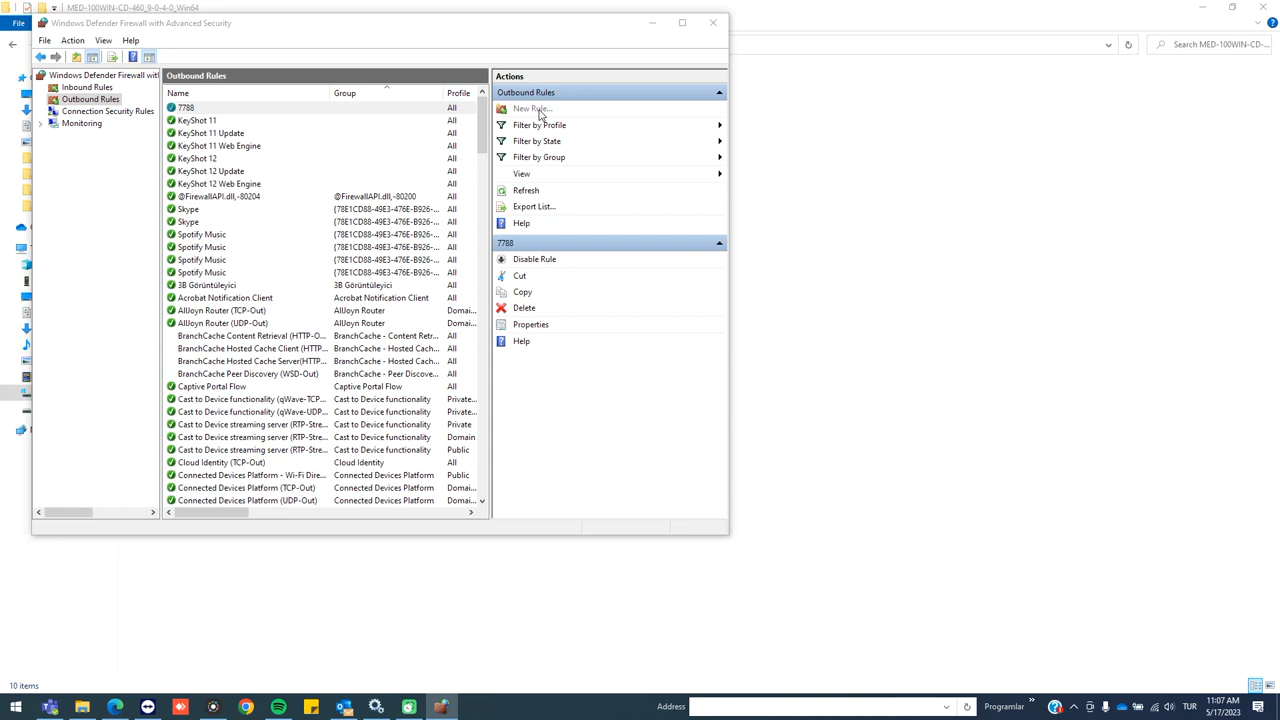 MED-100WIN-CD-460_9-0-4-0_Win64
File
Windows Defender Firewall with Advanced Security
File Action View Help
Search MED-100WIN-CD-...
Windows Defender Firewall with
Inbound Rules
Outbound Rules
Connection Security Rules
Monitoring
Outbound Rules
Name Group Profile
7788 All
KeyShot 11 All
KeyShot 11 Update All
KeyShot 11 Web Engine All
KeyShot 12 All
KeyShot 12 Update All
KeyShot 12 Web Engine All
@FirewallAPI.dll,-80204 @FirewallAPI.dll,-80200 All
Skype {78E1CD88-49E3-476E-B926-... All
Skype {78E1CD88-49E3-476E-B926-... All
Spotify Music {78E1CD88-49E3-476E-B926-... All
Spotify Music {78E1CD88-49E3-476E-B926-... All
Spotify Music {78E1CD88-49E3-476E-B926-... All
Spotify Music {78E1CD88-49E3-476E-B926-... All
3B Görüntüleyici 3B Görüntüleyici All
Acrobat Notification Client Acrobat Notification Client All
AllJoyn Router (TCP-Out) AllJoyn Router Domai...
AllJoyn Router (UDP-Out) AllJoyn Router Domai...
BranchCache Content Retrieval (HTTP-O... BranchCache - Content Retr... All
BranchCache Hosted Cache Client (HTTP... BranchCache - Hosted Cach... All
BranchCache Hosted Cache Server(HTTP... BranchCache - Hosted Cach... All
BranchCache Peer Discovery (WSD-Out) BranchCache - Peer Discove... All
Captive Portal Flow Captive Portal Flow All
Cast to Device functionality (qWave-TCP... Cast to Device functionality Private...
Cast to Device functionality (qWave-UDP... Cast to Device functionality Private...
Cast to Device streaming server (RTP-Stre... Cast to Device functionality Private
Cast to Device streaming server (RTP-Stre... Cast to Device functionality Domain
Cast to Device streaming server (RTP-Stre... Cast to Device functionality Public
Cloud Identity (TCP-Out) Cloud Identity All
Connected Devices Platform - Wi-Fi Dire... Connected Devices Platform Public
Connected Devices Platform (TCP-Out) Connected Devices Platform Domai...
Connected Devices Platform (UDP-Out) Connected Devices Platform Domai...
Actions
Outbound Rules
New Rule...
Filter by Profile
Filter by State
Filter by Group
View
Refresh
Export List...
Help
7788
Disable Rule
Cut
Copy
Delete
Properties
Help
10 items
Address
Programlar
TUR
11:07 AM
5/17/2023